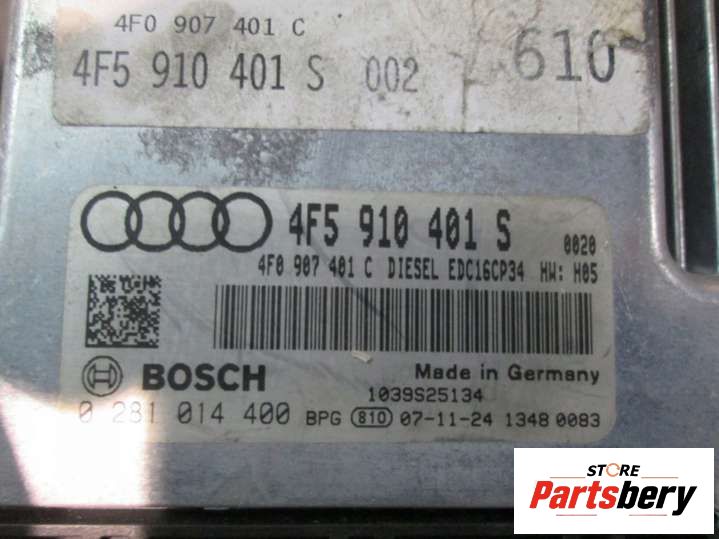 4F0 907 401 C
4F5 910 401 S 002 610
4F5 910 401 S 0020
4F0 907 401 C DIESEL EDC16CP34 HW: H05
BOSCH Made in Germany
1039S25134
0 281 014 400 BPG 810 07-11-24 1348 0083
STORE
Partsbery